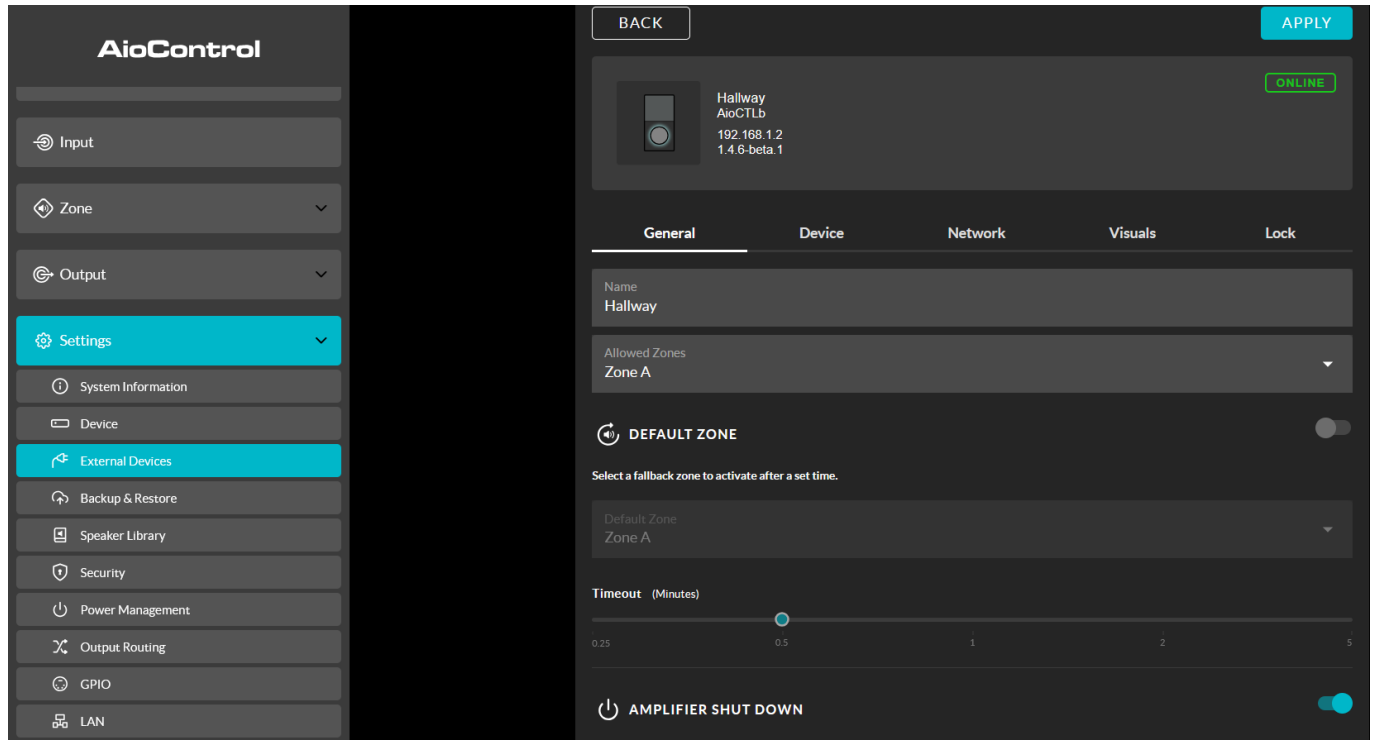 AioControl
Input
Zone
Output
Settings
System Information
Device
External Devices
Backup & Restore
Speaker Library
Security
Power Management
Output Routing
GPIO
LAN
BACK
APPLY
ONLINE
Hallway
AioCTLb
192.168.1.2
1.4.6-beta.1
General Device Network Visuals Lock
Name
Hallway
Allowed Zones
Zone A
DEFAULT ZONE
Select a fallback zone to activate after a set time.
Default Zone
Zone A
Timeout (Minutes)
0.25 0.5 1 2 5
AMPLIFIER SHUT DOWN